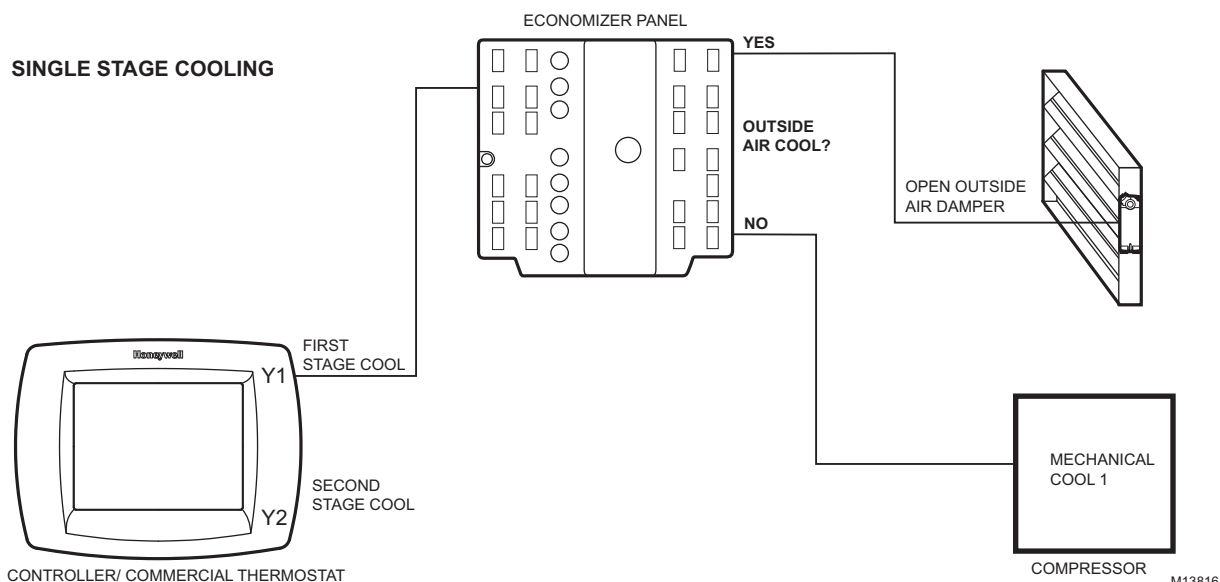 ECONOMIZER PANEL
SINGLE STAGE COOLING
YES
OUTSIDE
AIR COOL?
OPEN OUTSIDE
AIR DAMPER
NO
Honeywell
Y1
FIRST
STAGE COOL
SECOND
STAGE COOL
Y2
CONTROLLER/ COMMERCIAL THERMOSTAT
MECHANICAL
COOL 1
COMPRESSOR
M13816